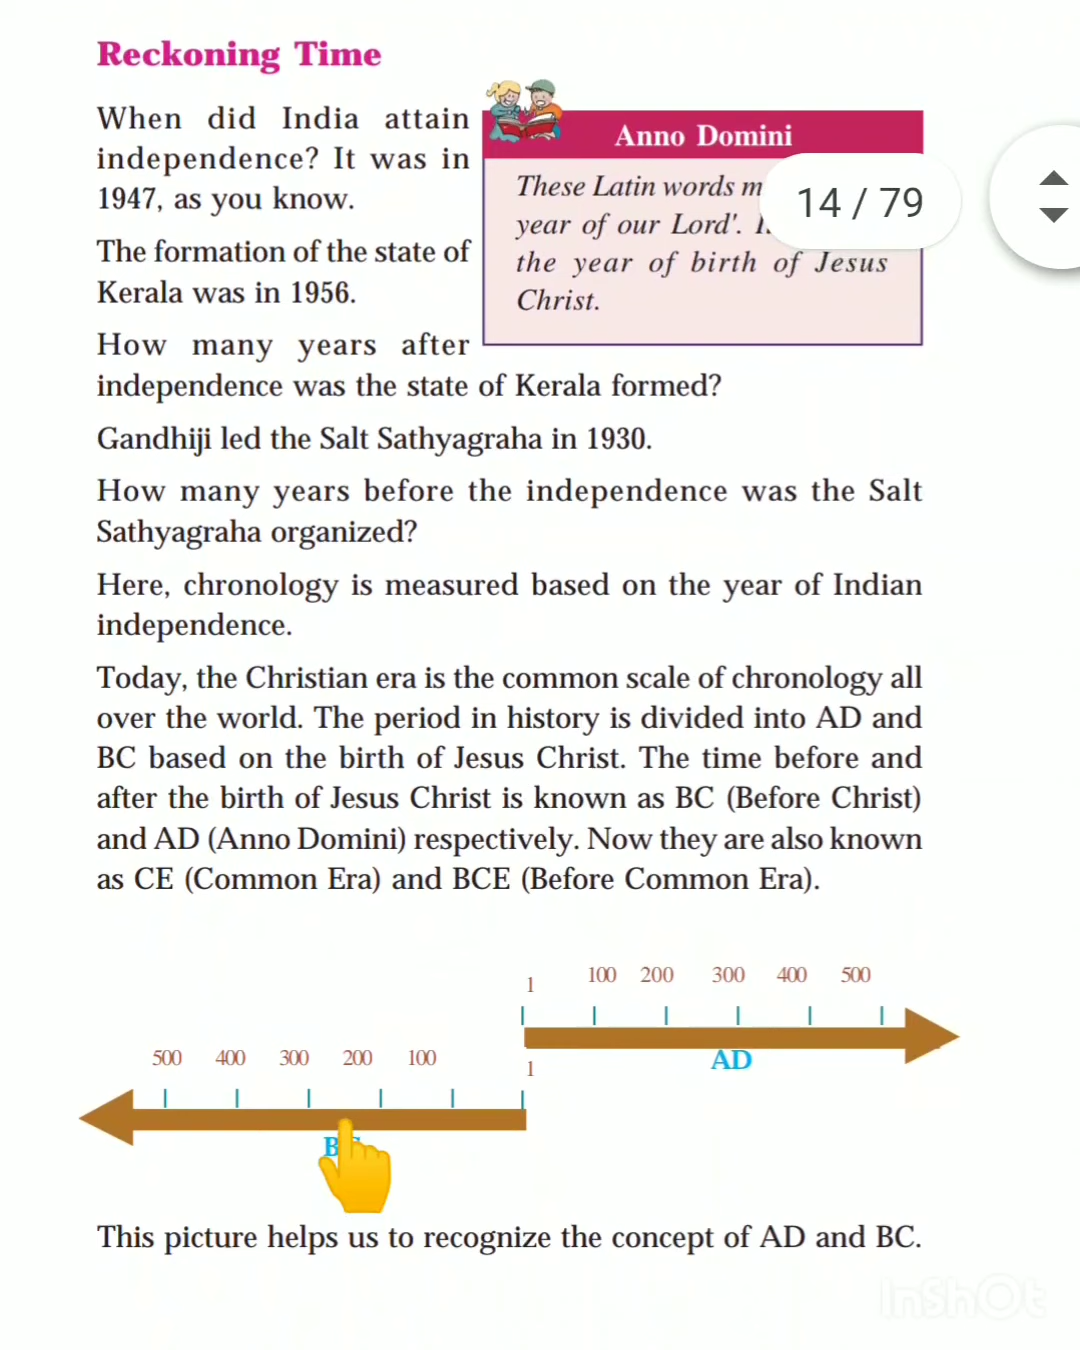 Reckoning Time
When did India attain
independence? It was in
1947, as you know.
The formation of the state of
Kerala was in 1956.
How many years after
independence was the state of Kerala formed?
Anno Domini
These Latin words
year of our Lord'.
the year of birth of Jesus
Christ.
14 / 79
Gandhiji led the Salt Sathyagraha in 1930.
How many years before the independence was the Salt
Sathyagraha organized?
Here, chronology is measured based on the year of Indian
independence.
Today, the Christian era is the common scale of chronology all
over the world. The period in history is divided into AD and
BC based on the birth of Jesus Christ. The time before and
after the birth of Jesus Christ is known as BC (Before Christ)
and AD (Anno Domini) respectively. Now they are also known
as CE (Common Era) and BCE (Before Common Era).
1 100 200 300 400 500
AD
500 400 300 200 100 1
This picture helps us to recognize the concept of AD and BC.
InShOt